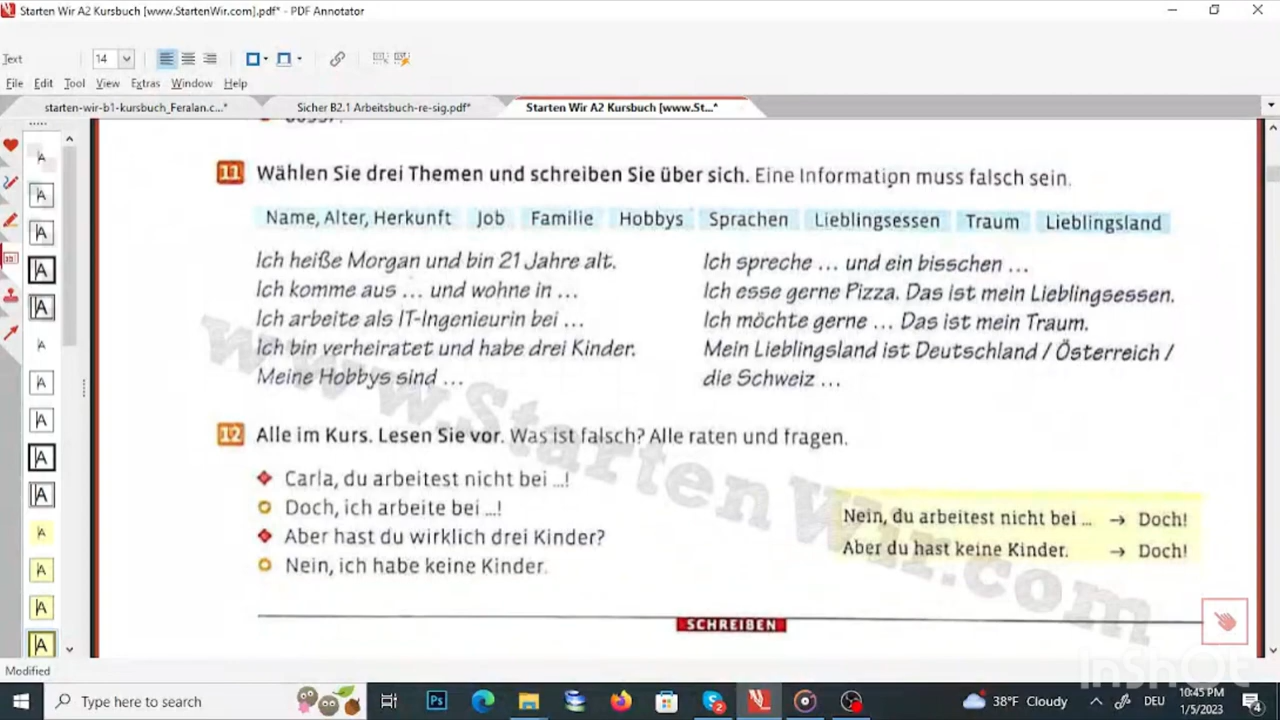 Starten Wir A2 Kursbuch [www.StartenWir.com].pdf* - PDF Annotator
Text 14
File Edit Tool View Extras Window Help
starten-wir-b1-kursbuch_Feralan.c...* Sicher B2.1 Arbeitsbuch-re-sig.pdf* Starten Wir A2 Kursbuch [www.St...*
11 Wählen Sie drei Themen und schreiben Sie über sich. Eine Information muss falsch sein.
Name, Alter, Herkunft Job Familie Hobbys Sprachen Lieblingsessen Traum Lieblingsland
Ich heiße Morgan und bin 21 Jahre alt.
Ich komme aus ... und wohne in ...
Ich arbeite als IT-Ingenieurin bei ...
Ich bin verheiratet und habe drei Kinder.
Meine Hobbys sind ...
Ich spreche ... und ein bisschen ...
Ich esse gerne Pizza. Das ist mein Lieblingsessen.
Ich möchte gerne ... Das ist mein Traum.
Mein Lieblingsland ist Deutschland / Österreich /
die Schweiz ...
12 Alle im Kurs. Lesen Sie vor. Was ist falsch? Alle raten und fragen.
Carla, du arbeitest nicht bei ...!
Doch, ich arbeite bei ...!
Aber hast du wirklich drei Kinder?
Nein, ich habe keine Kinder.
Nein, du arbeitest nicht bei ... → Doch!
Aber du hast keine Kinder. → Doch!
www.StartenWir.com
SCHREIBEN
InShOt
Modified
Type here to search
38°F Cloudy
DEU
10:45 PM
1/5/2023